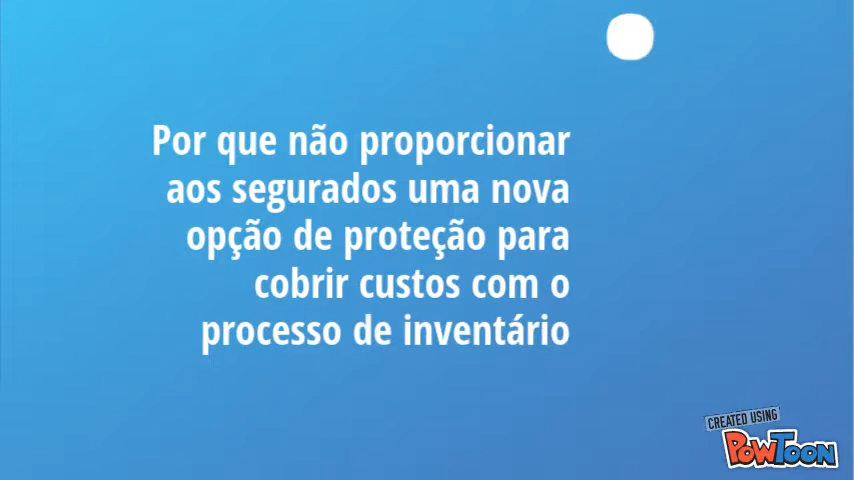 Por que não proporcionar
aos segurados uma nova
opção de proteção para
cobrir custos com o
processo de inventário
CREATED USING
POWTOON